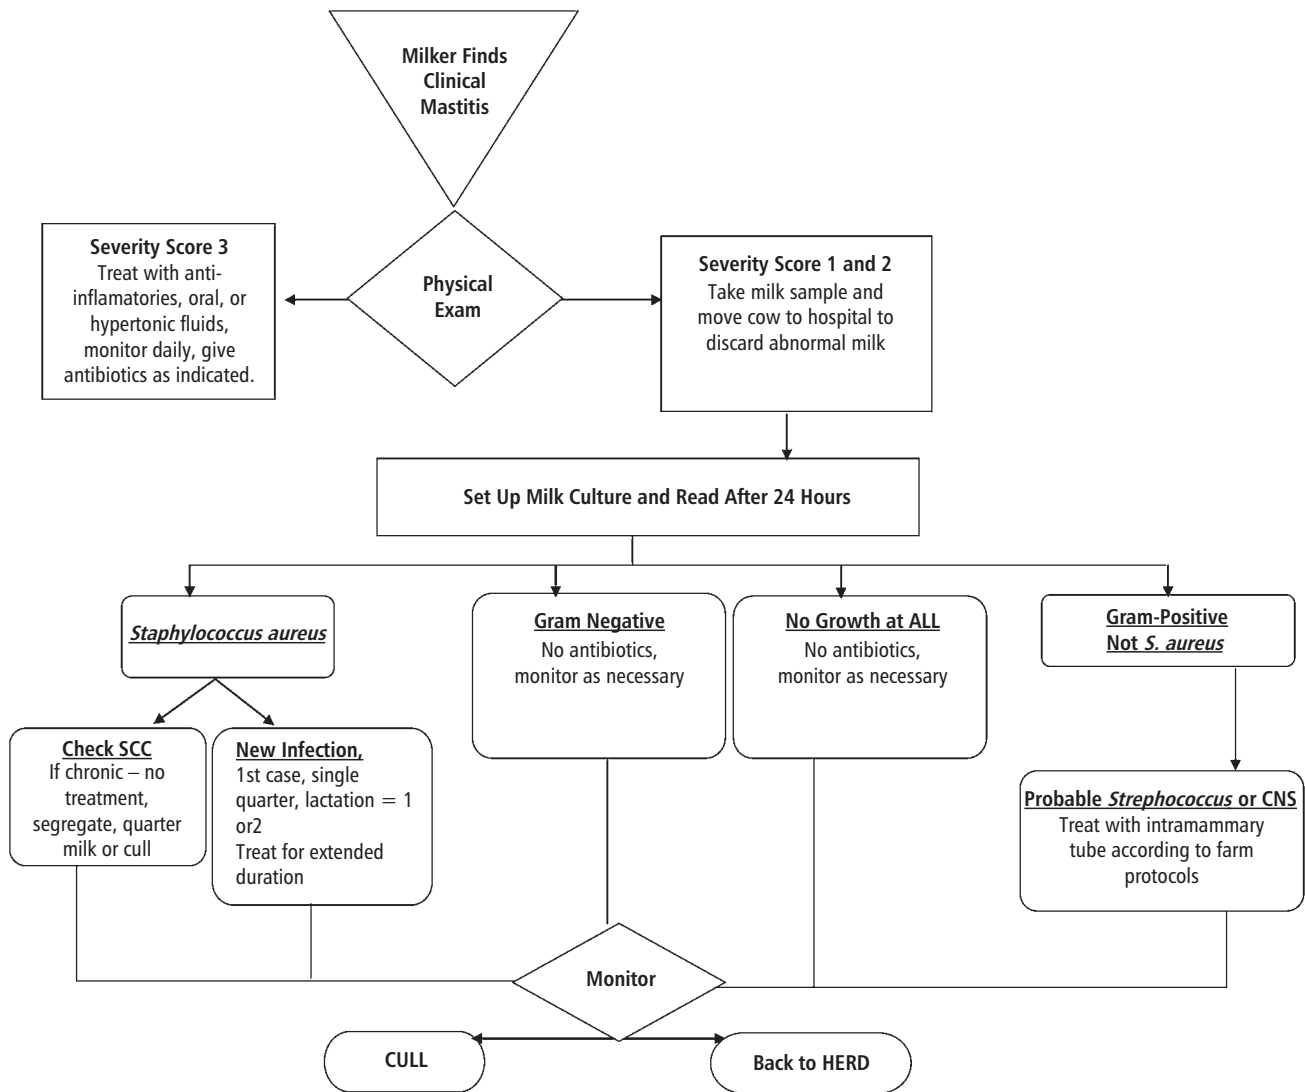 Milker Finds
Clinical
Mastitis
Severity Score 3
Treat with anti-
inflamatories, oral, or
hypertonic fluids,
monitor daily, give
antibiotics as indicated.
Physical
Exam
Severity Score 1 and 2
Take milk sample and
move cow to hospital to
discard abnormal milk
Set Up Milk Culture and Read After 24 Hours
Staphylococcus aureus
Gram Negative
No antibiotics,
monitor as necessary
No Growth at ALL
No antibiotics,
monitor as necessary
Gram-Positive
Not S. aureus
Check SCC
If chronic – no
treatment,
segregate, quarter
milk or cull
New Infection,
1st case, single
quarter, lactation = 1
or2
Treat for extended
duration
Probable Strephococcus or CNS
Treat with intramammary
tube according to farm
protocols
Monitor
CULL
Back to HERD